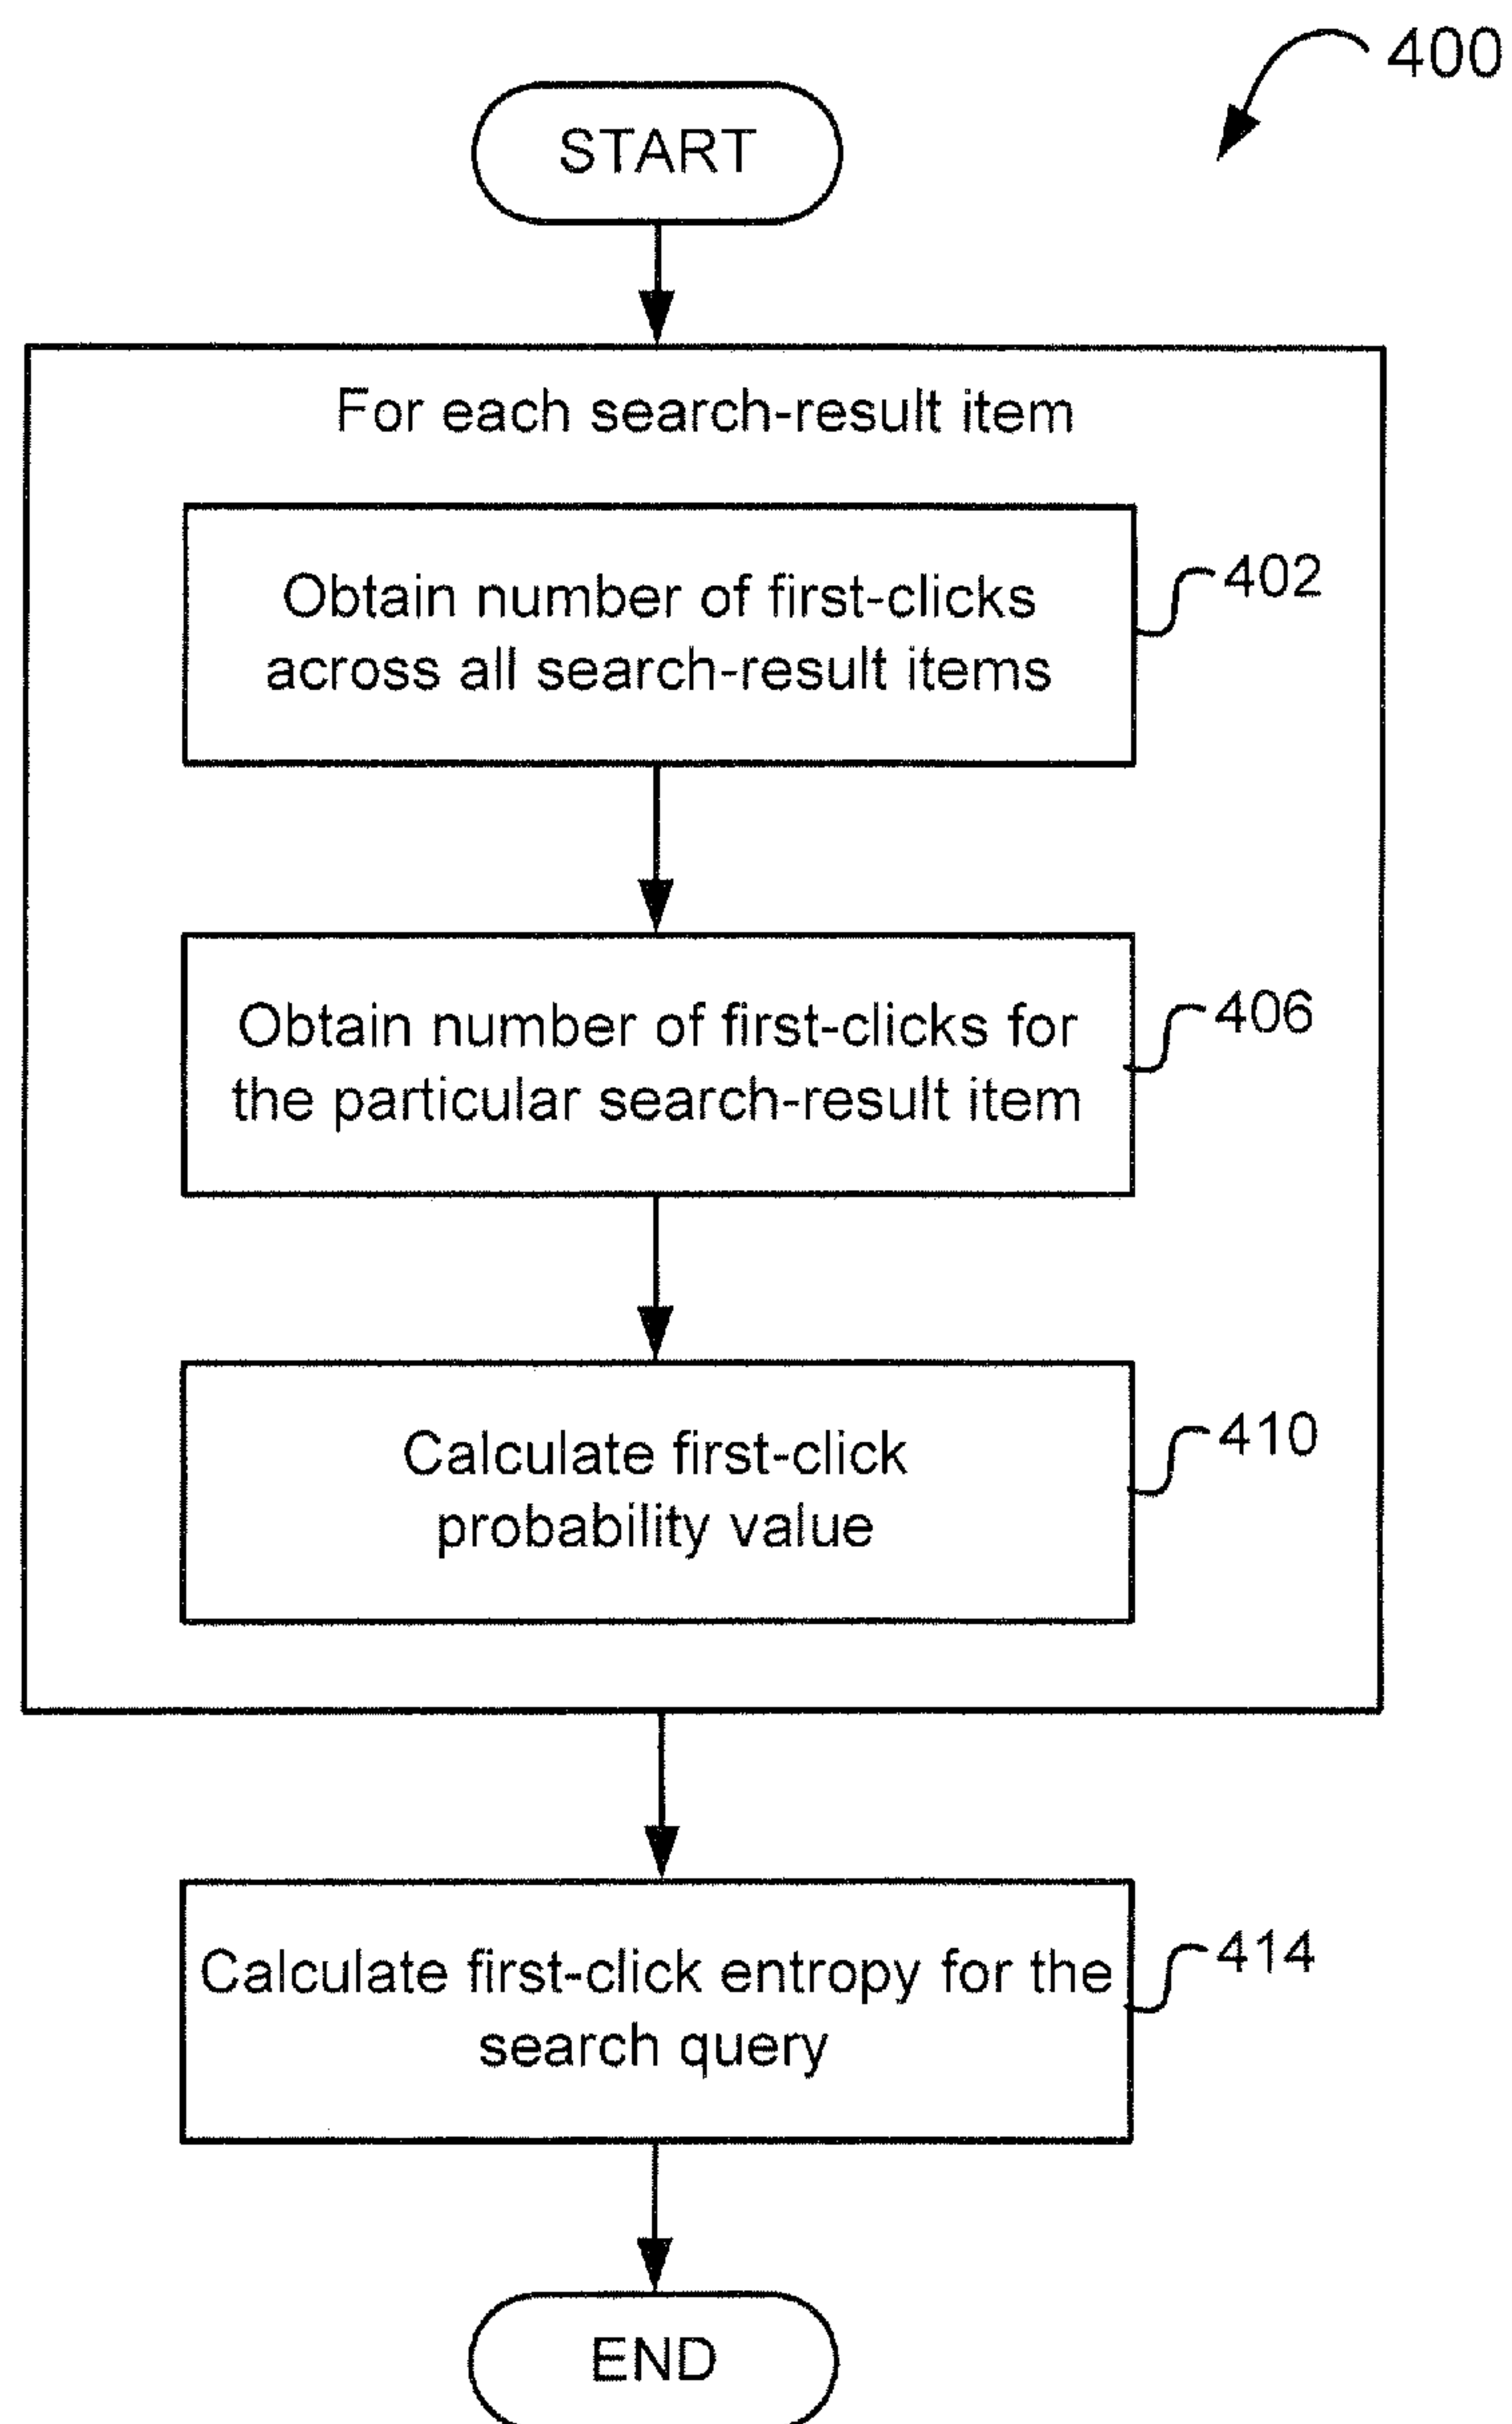 400
START
For each search-result item
Obtain number of first-clicks
across all search-result items
402
Obtain number of first-clicks for
the particular search-result item
406
Calculate first-click
probability value
410
Calculate first-click entropy for the
search query
414
END